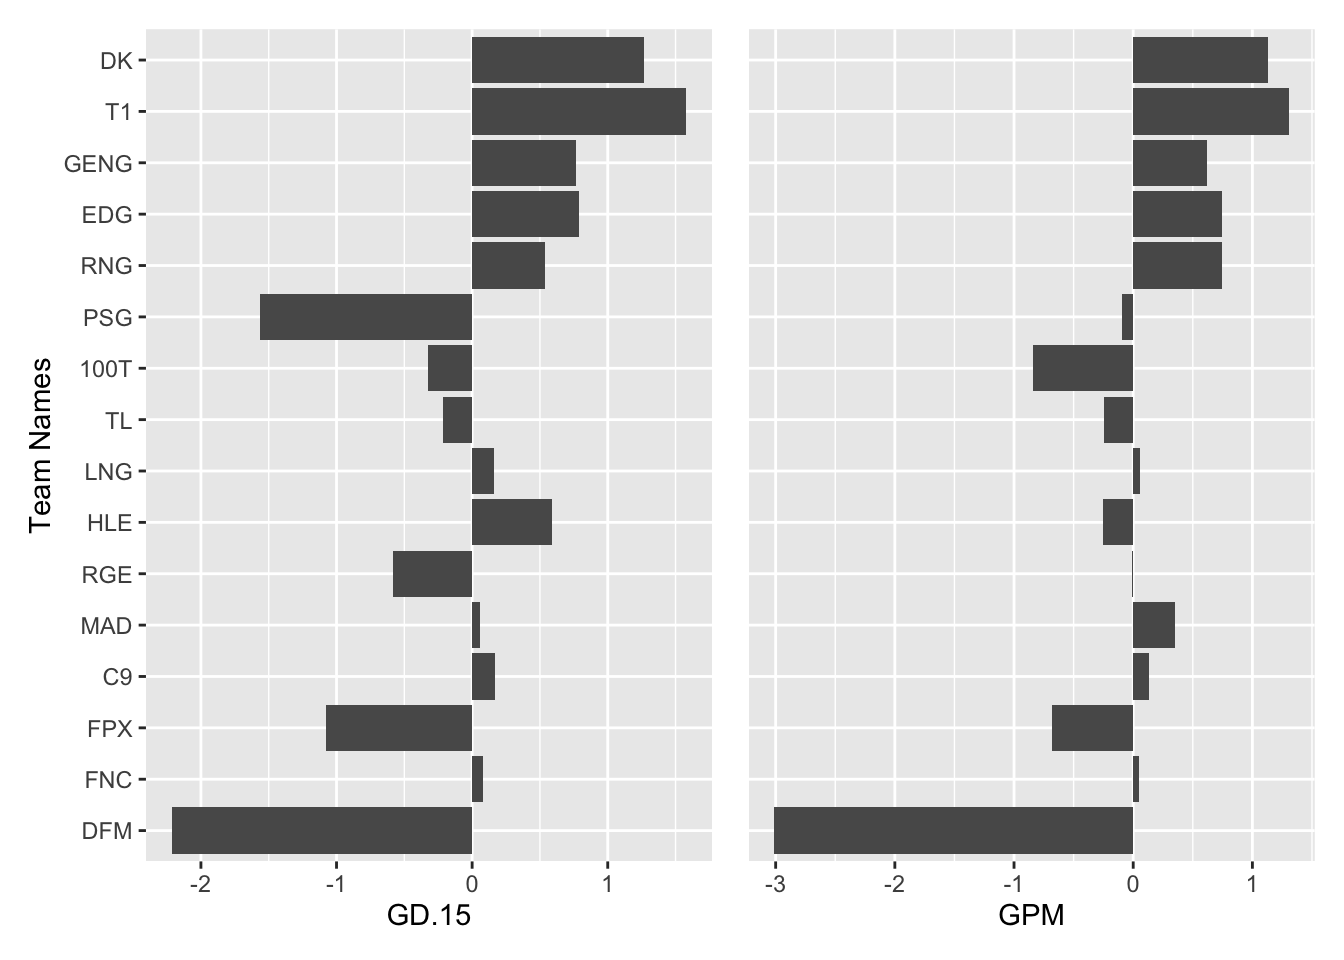 DK
T1
GENG
EDG
RNG
PSG
100T
TL
LNG
HLE
RGE
MAD
C9
FPX
FNC
DFM
Team Names
-2 -1 0 1
GD.15
-3 -2 -1 0 1
GPM